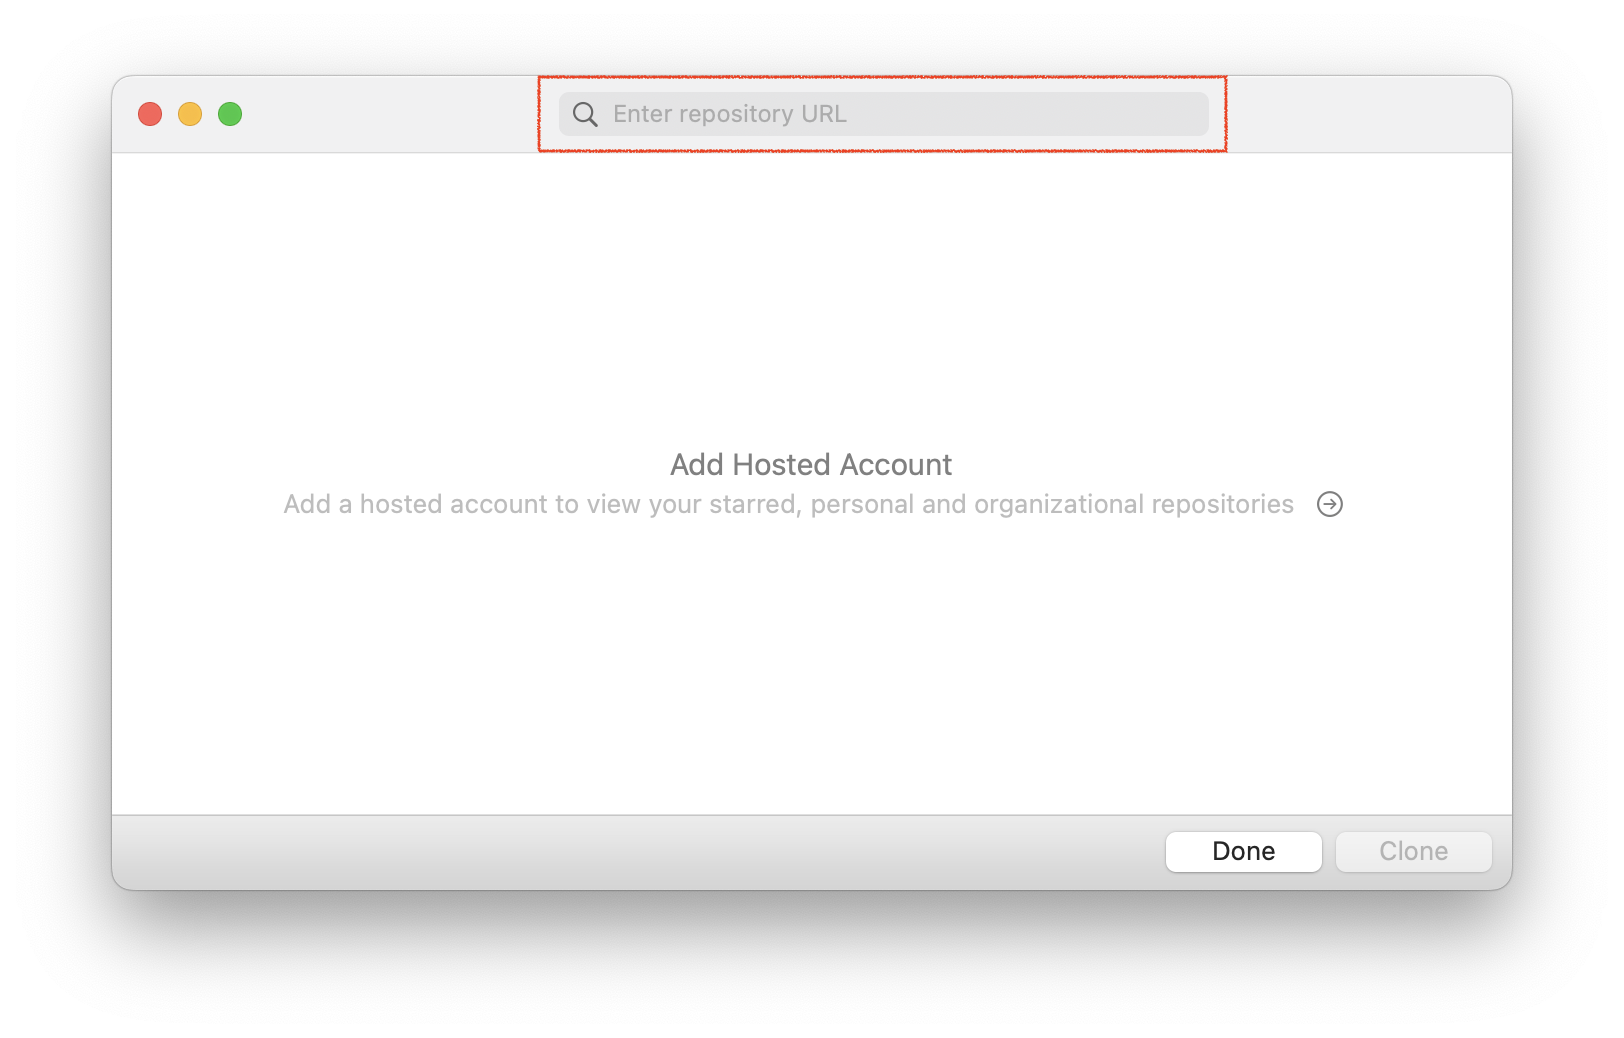 Enter repository URL
Add Hosted Account
Add a hosted account to view your starred, personal and organizational repositories
Done
Clone